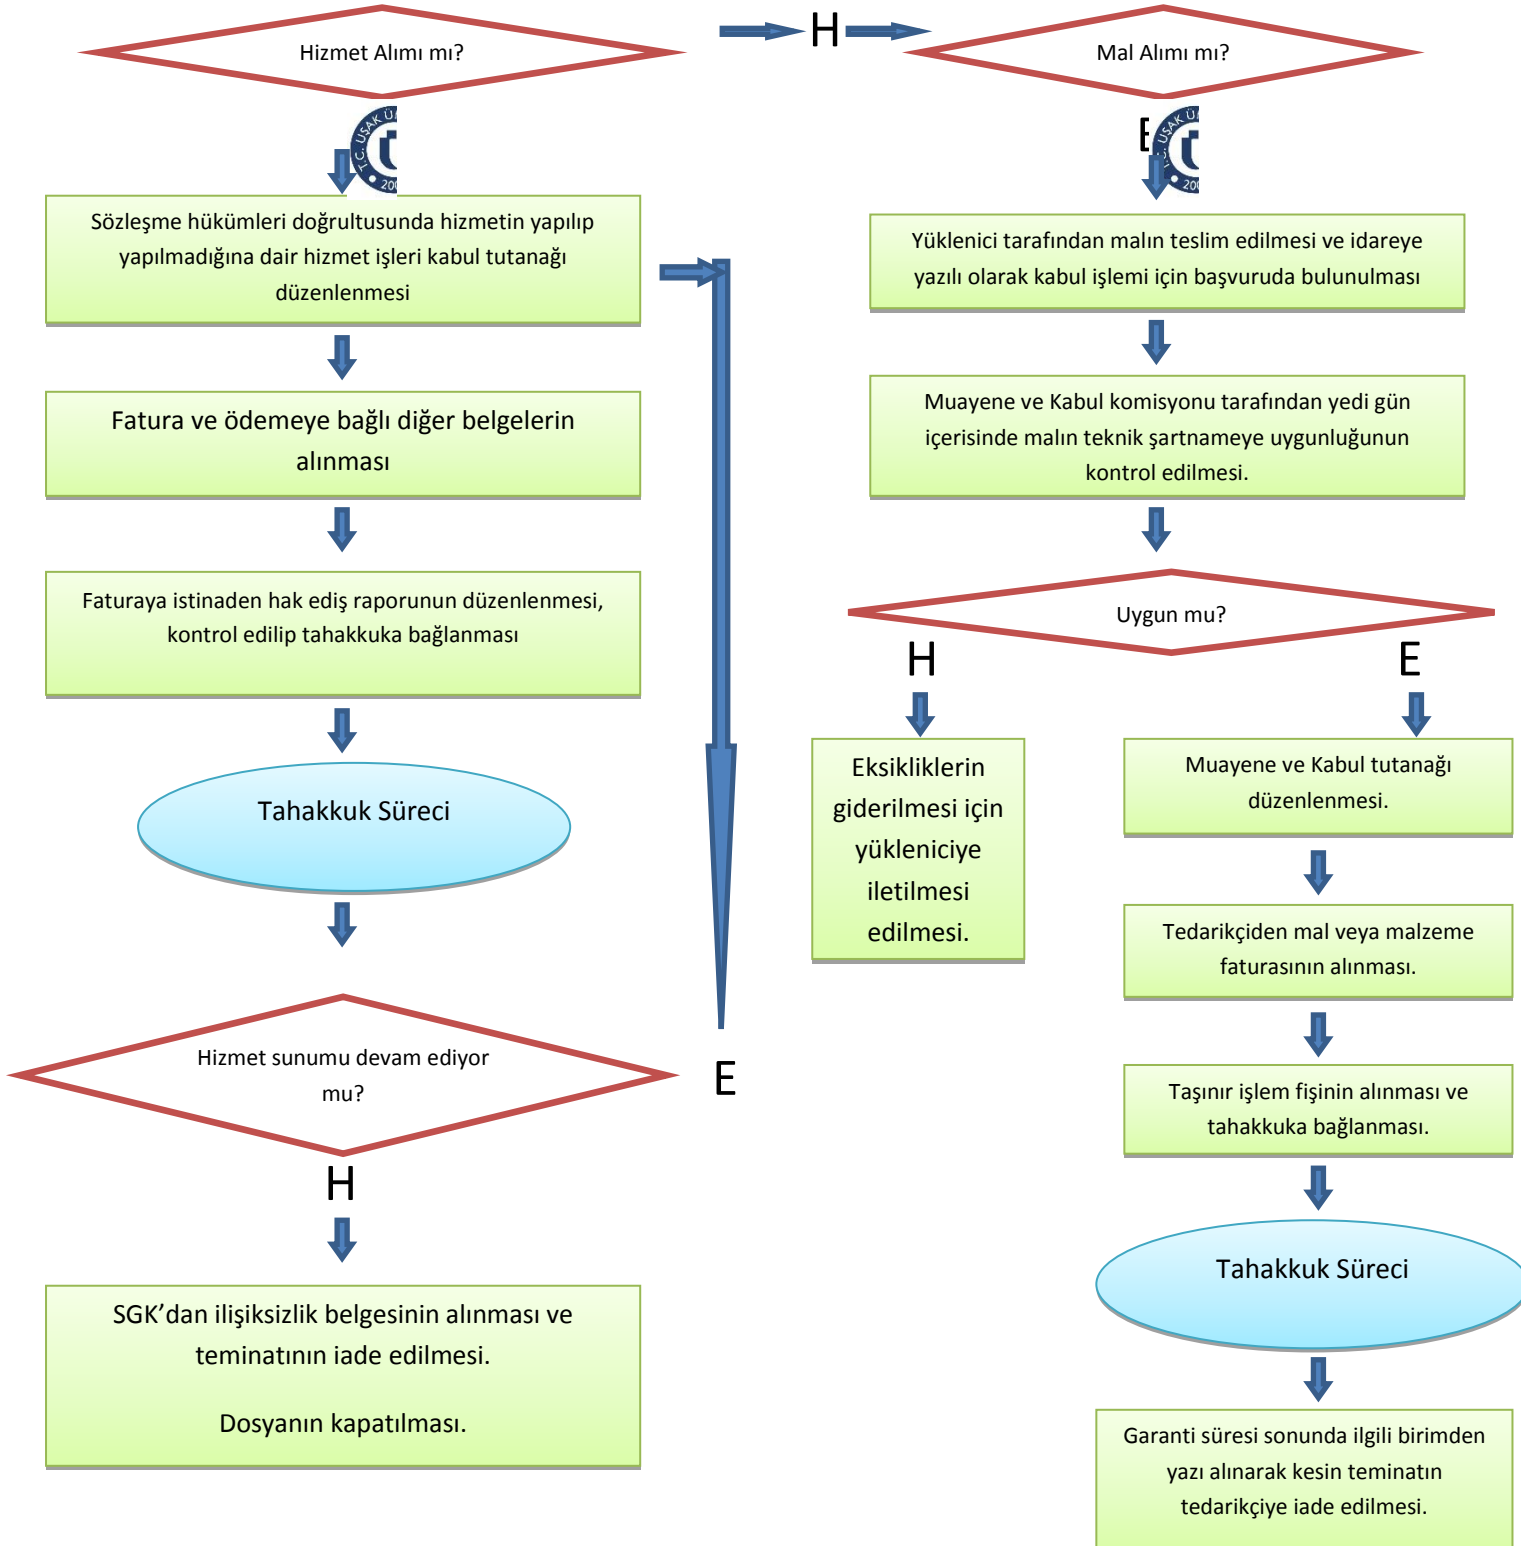 Hizmet Alımı mı?
H
Mal Alımı mı?
E
T.C. UŞAK
Sözleşme hükümleri doğrultusunda hizmetin yapılıp
yapılmadığına dair hizmet işleri kabul tutanağı
düzenlenmesi
Fatura ve ödemeye bağlı diğer belgelerin
alınması
Faturaya istinaden hak ediş raporunun düzenlenmesi,
kontrol edilip tahakkuka bağlanması
Tahakkuk Süreci
Hizmet sunumu devam ediyor
mu?
E
H
SGK’dan ilişiksizlik belgesinin alınması ve
teminatının iade edilmesi.
Dosyanın kapatılması.
T.C. UŞAK
Yüklenici tarafından malın teslim edilmesi ve idareye
yazılı olarak kabul işlemi için başvuruda bulunulması
Muayene ve Kabul komisyonu tarafından yedi gün
içerisinde malın teknik şartnameye uygunluğunun
kontrol edilmesi.
Uygun mu?
H
E
Eksikliklerin
giderilmesi için
yükleniciye
iletilmesi
edilmesi.
Muayene ve Kabul tutanağı
düzenlenmesi.
Tedarikçiden mal veya malzeme
faturasının alınması.
Taşınır işlem fişinin alınması ve
tahakkuka bağlanması.
Tahakkuk Süreci
Garanti süresi sonunda ilgili birimden
yazı alınarak kesin teminatın
tedarikçiye iade edilmesi.